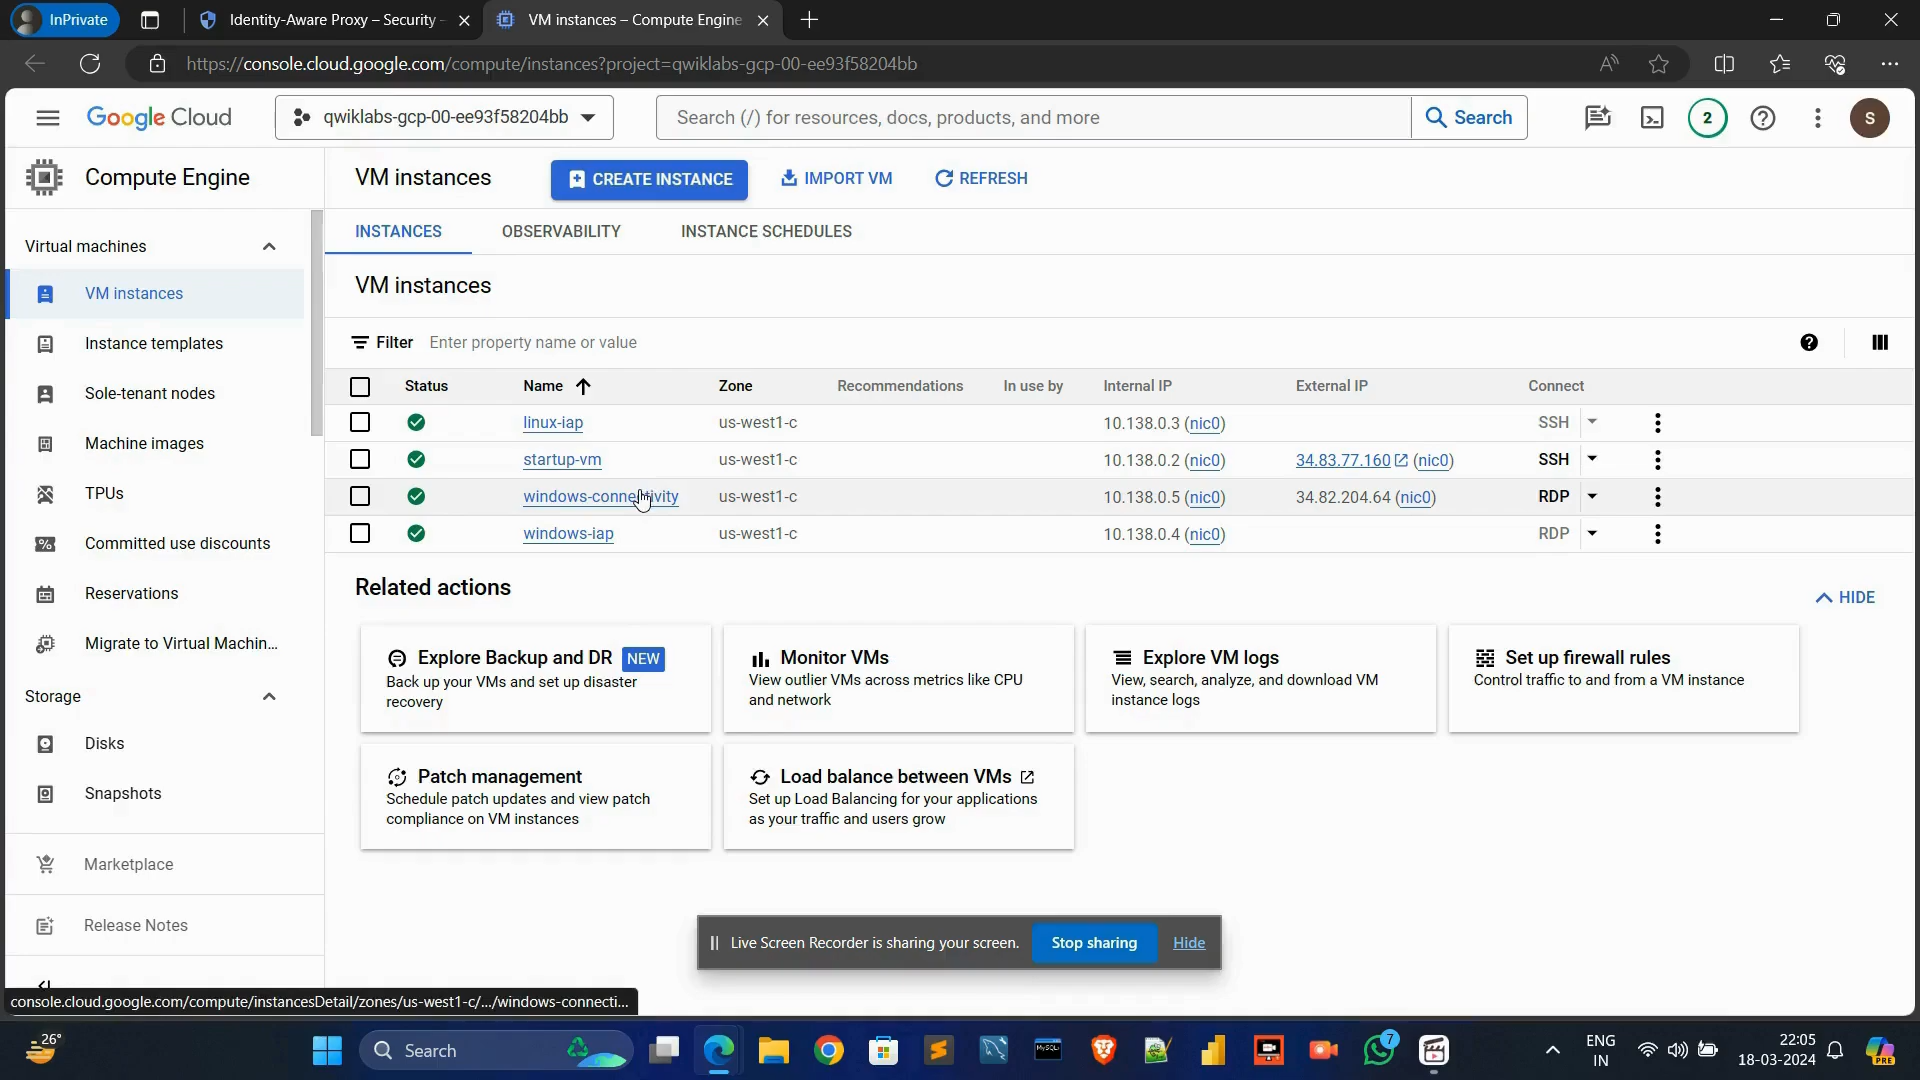 InPrivate
Identity-Aware Proxy – Security -
VM instances – Compute Engine
https://console.cloud.google.com/compute/instances?project=qwiklabs-gcp-00-ee93f58204bb
Google Cloud
qwiklabs-gcp-00-ee93f58204bb
Search (/) for resources, docs, products, and more
Search
2
S
Compute Engine
VM instances
CREATE INSTANCE
IMPORT VM
REFRESH
Virtual machines
VM instances
Instance templates
Sole-tenant nodes
Machine images
TPUs
Committed use discounts
Reservations
Migrate to Virtual Machin...
Storage
Disks
Snapshots
Marketplace
Release Notes
INSTANCES
OBSERVABILITY
INSTANCE SCHEDULES
VM instances
Filter Enter property name or value
Status Name Zone Recommendations In use by Internal IP External IP Connect
linux-iap us-west1-c 10.138.0.3 (nic0) SSH
startup-vm us-west1-c 10.138.0.2 (nic0) 34.83.77.160 (nic0) SSH
windows-connectivity us-west1-c 10.138.0.5 (nic0) 34.82.204.64 (nic0) RDP
windows-iap us-west1-c 10.138.0.4 (nic0) RDP
Related actions
HIDE
Explore Backup and DR NEW
Back up your VMs and set up disaster
recovery
Monitor VMs
View outlier VMs across metrics like CPU
and network
Explore VM logs
View, search, analyze, and download VM
instance logs
Set up firewall rules
Control traffic to and from a VM instance
Patch management
Schedule patch updates and view patch
compliance on VM instances
Load balance between VMs
Set up Load Balancing for your applications
as your traffic and users grow
Live Screen Recorder is sharing your screen.
Stop sharing
Hide
console.cloud.google.com/compute/instancesDetail/zones/us-west1-c/.../windows-connecti...
26°
Search
MySQL
7
ENG
IN
22:05
18-03-2024
PRE